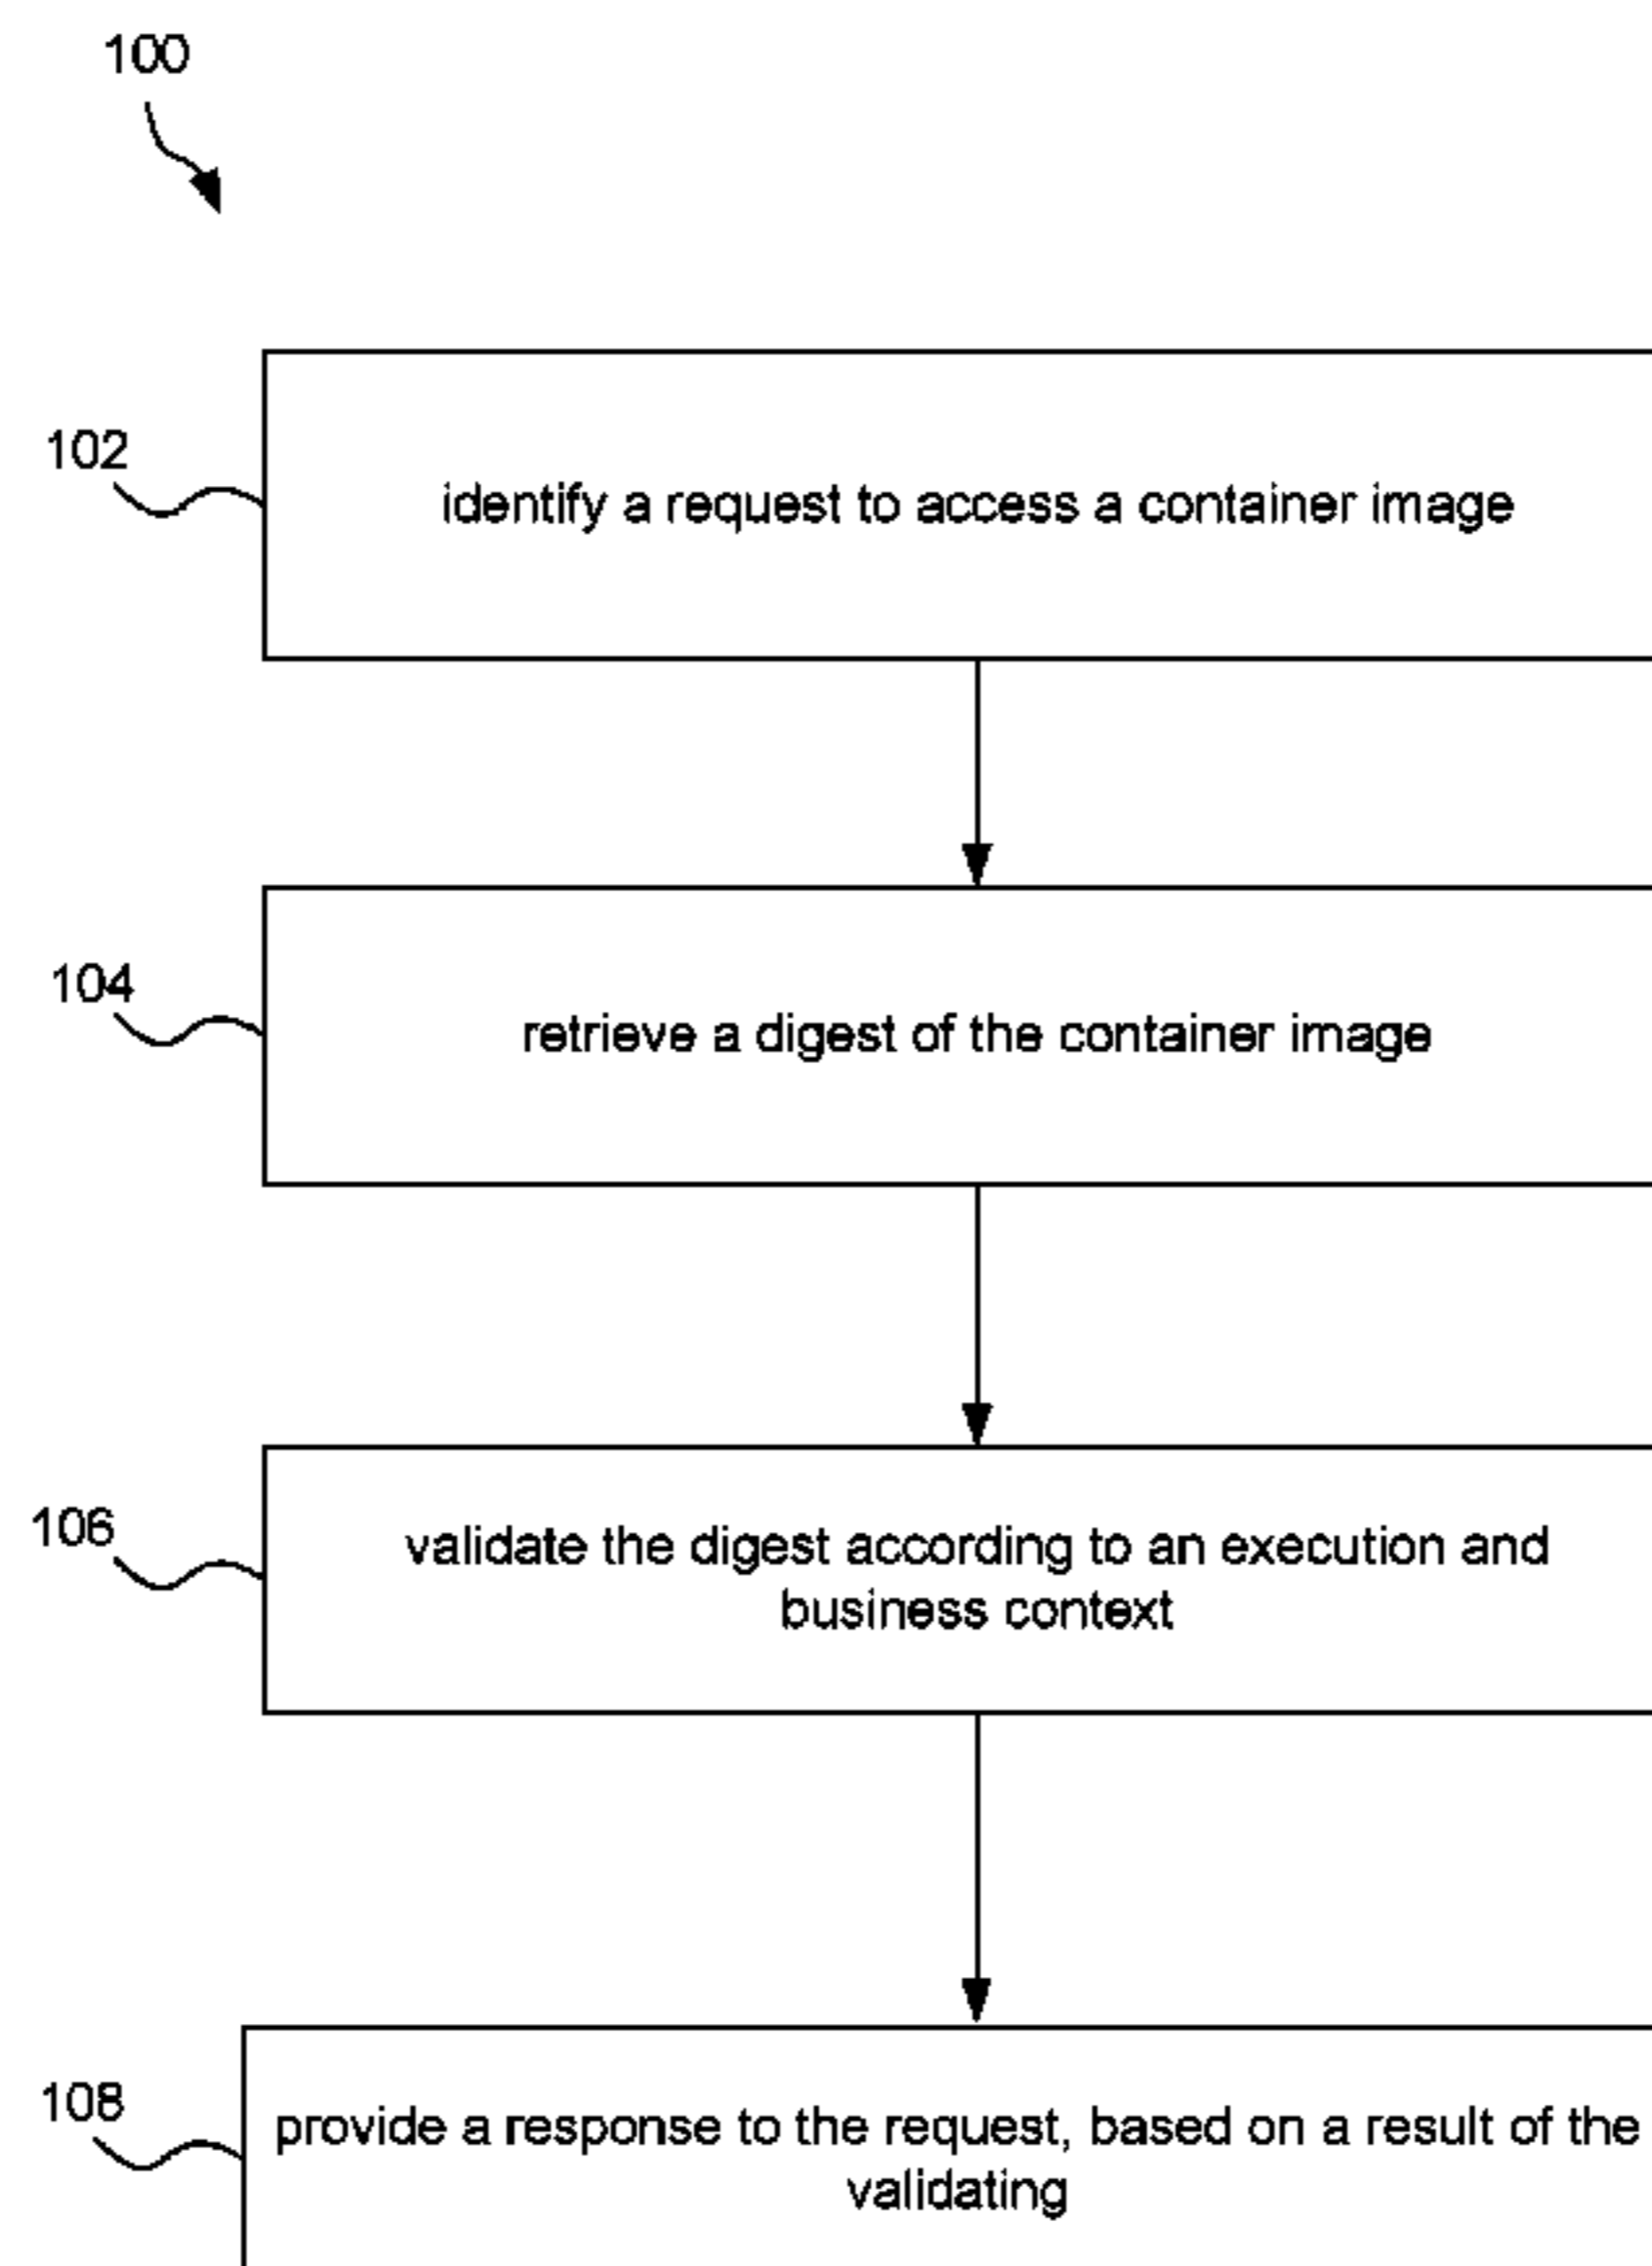 100
102
identify a request to access a container image
104
retrieve a digest of the container image
106
validate the digest according to an execution and
business context
108
provide a response to the request, based on a result of the
validating